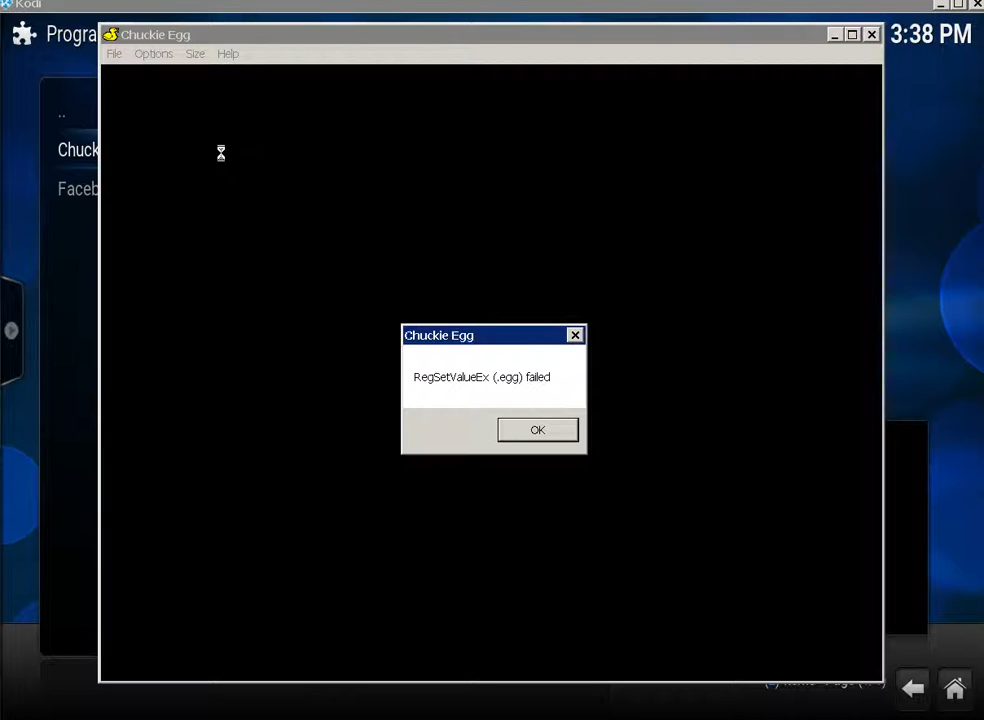 Kodi
Progra
Chuckie Egg
3:38 PM
File Options Size Help
..
Chuck
Faceb
Chuckie Egg
RegSetValueEx (.egg) failed
OK